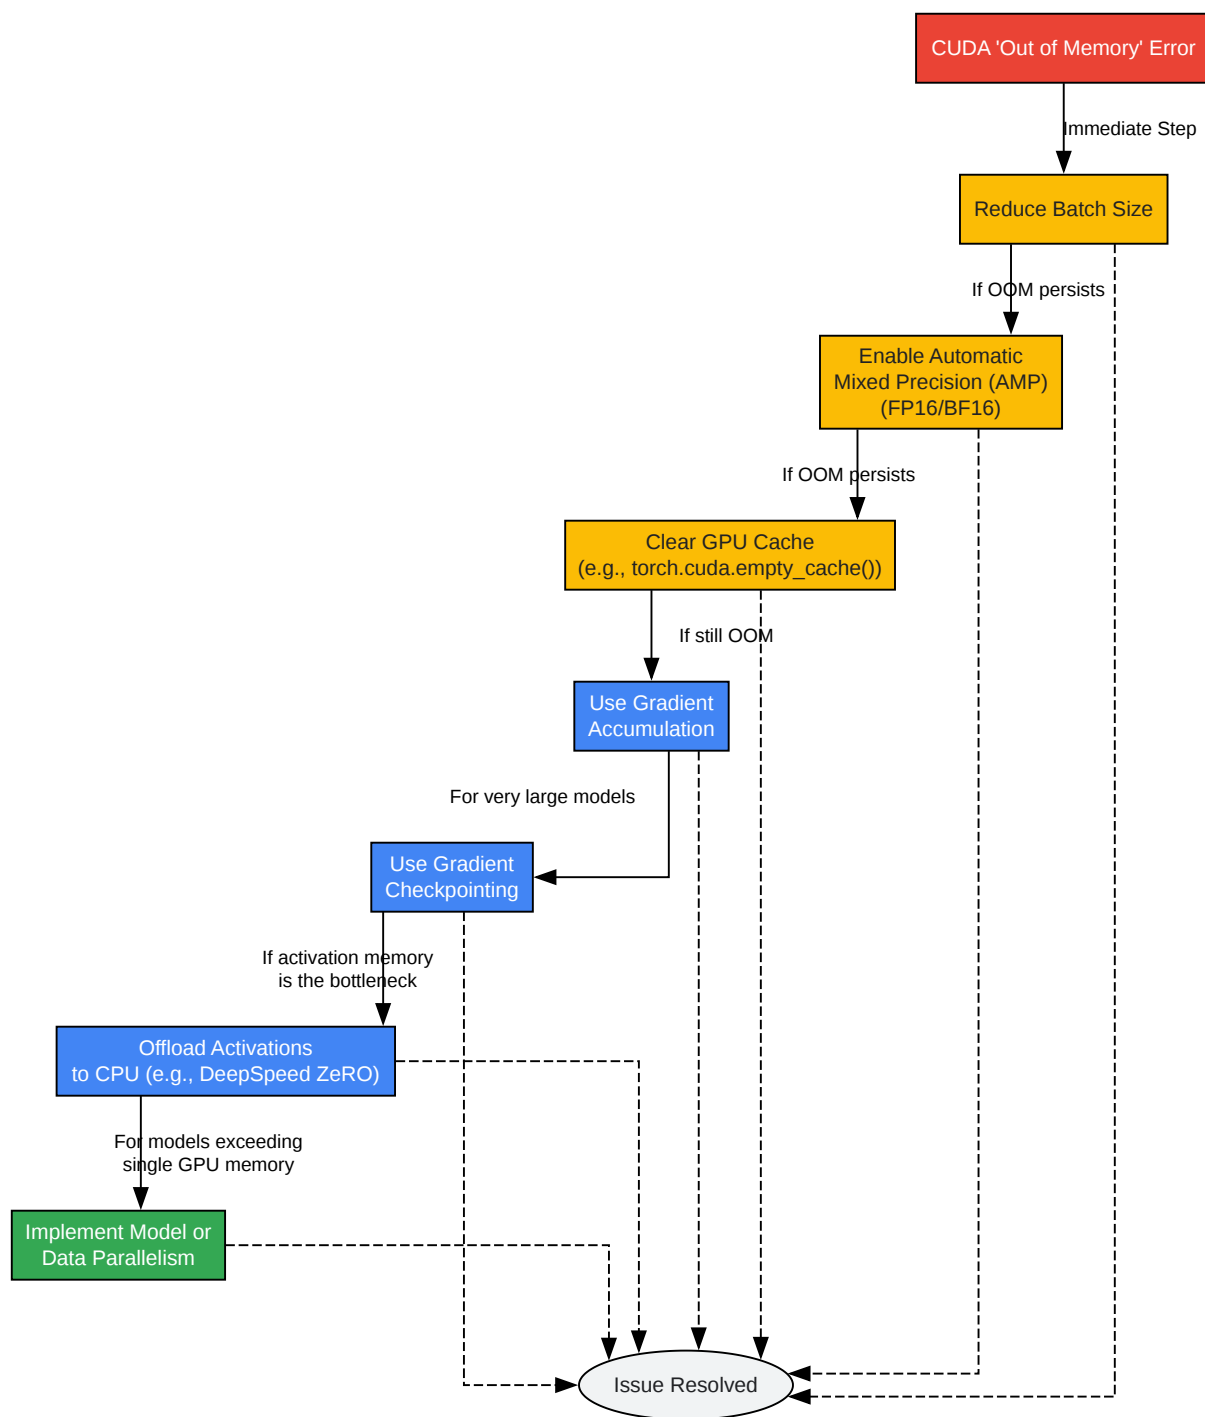 CUDA 'Out of Memory' Error
Immediate Step
Reduce Batch Size
If OOM persists
Enable Automatic
Mixed Precision (AMP)
(FP16/BF16)
If OOM persists
Clear GPU Cache
(e.g., torch.cuda.empty_cache())
If still OOM
Use Gradient
Accumulation
For very large models
Use Gradient
Checkpointing
If activation memory
is the bottleneck
Offload Activations
to CPU (e.g., DeepSpeed ZeRO)
For models exceeding
single GPU memory
Implement Model or
Data Parallelism
Issue Resolved